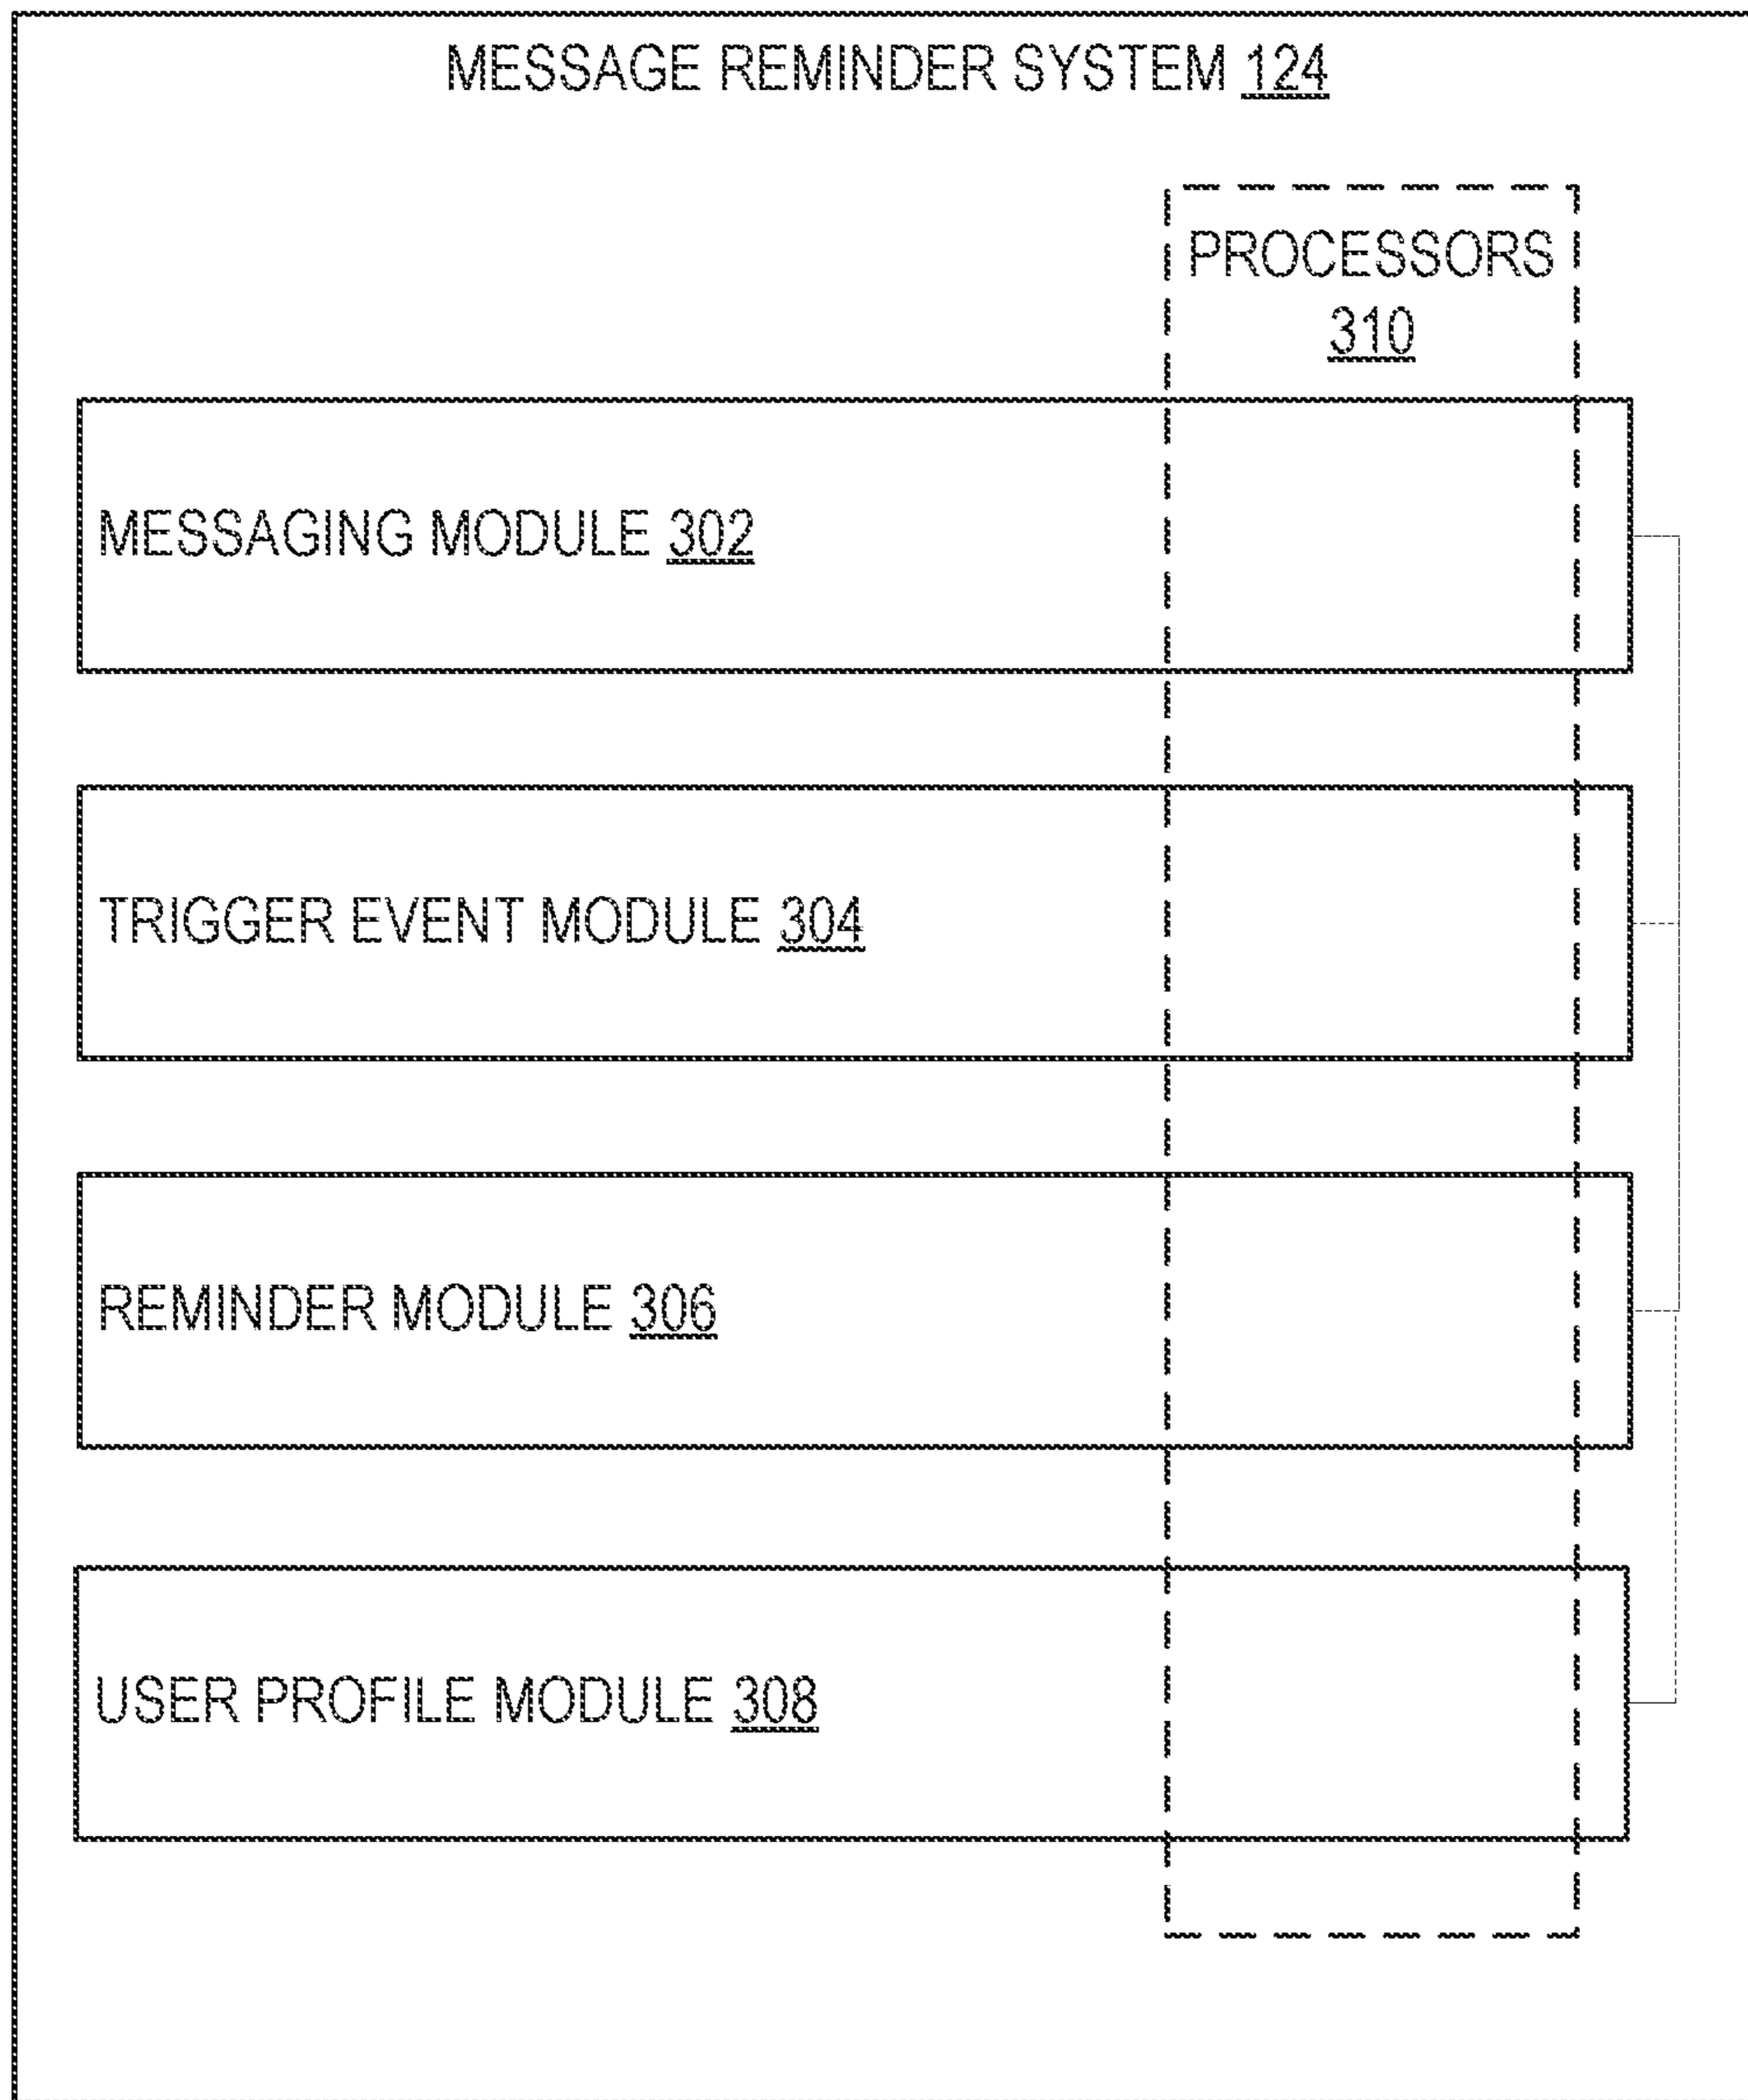 MESSAGE REMINDER SYSTEM 124
PROCESSORS
310
MESSAGING MODULE 302
TRIGGER EVENT MODULE 304
REMINDER MODULE 306
USER PROFILE MODULE 308